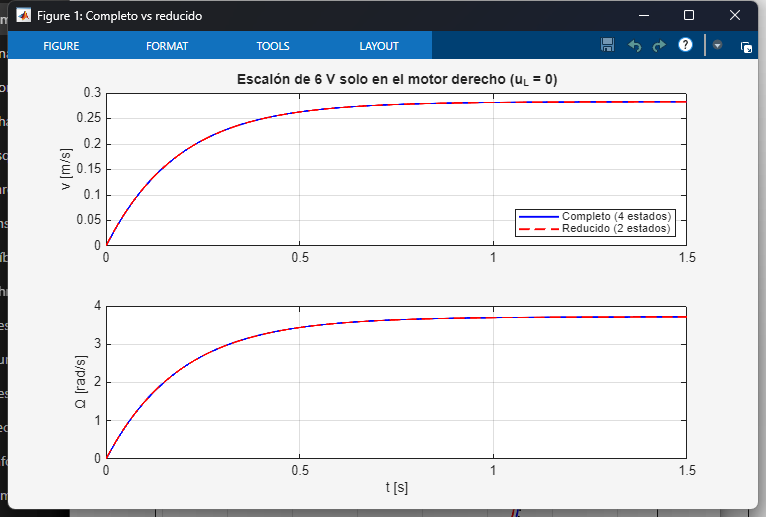 Figure 1: Completo vs reducido
FIGURE FORMAT TOOLS LAYOUT
Escalón de 6 V solo en el motor derecho (uL = 0)
0.3
0.25
0.2
0.15
0.1
0.05
0
v [m/s]
Completo (4 estados)
Reducido (2 estados)
0 0.5 1 1.5
4
3
2
1
0
Ω [rad/s]
0 0.5 1 1.5
t [s]